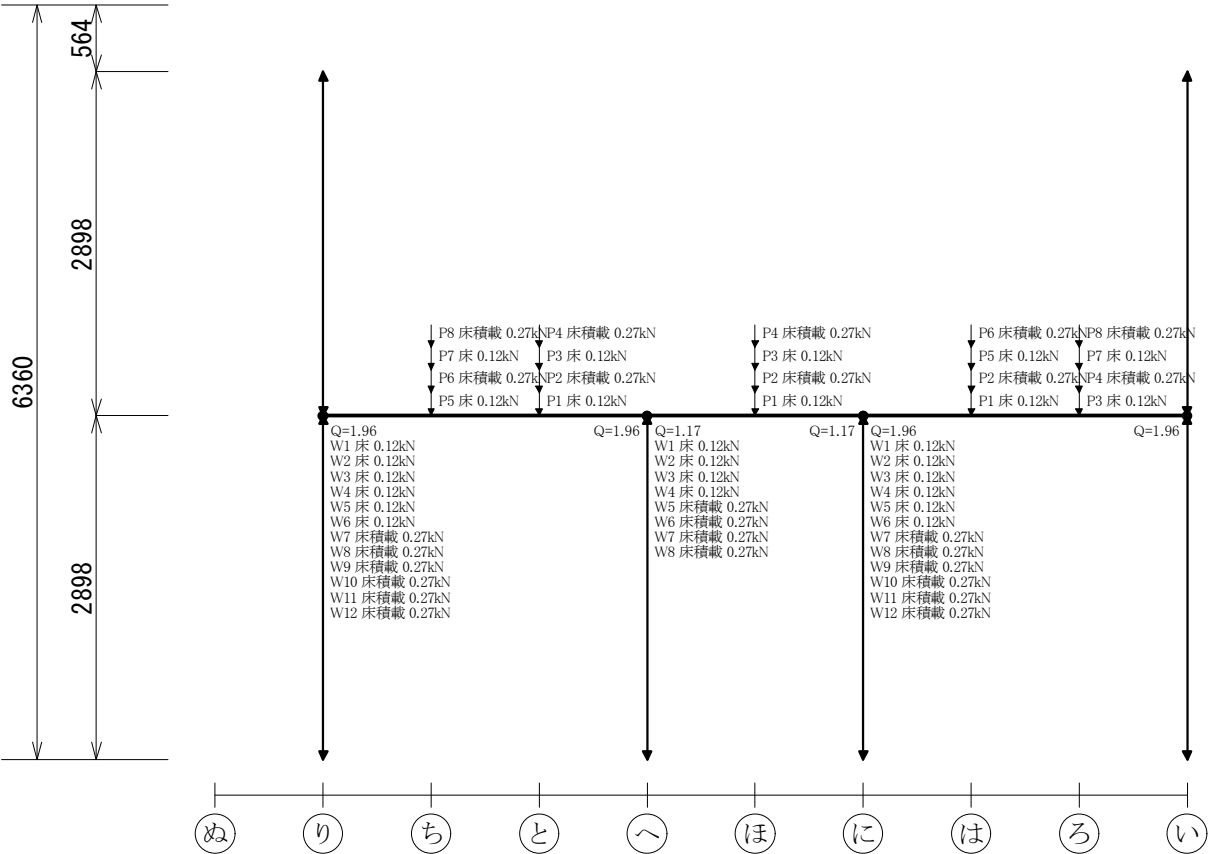 564
2898
6360
2898
P8 床積載 0.27kN
P4 床積載 0.27kN
P4 床積載 0.27kN
P6 床積載 0.27kN
P8 床積載 0.27kN
P7 床 0.12kN
P3 床 0.12kN
P3 床 0.12kN
P5 床 0.12kN
P7 床 0.12kN
P6 床積載 0.27kN
P2 床積載 0.27kN
P2 床積載 0.27kN
P2 床積載 0.27kN
P4 床積載 0.27kN
P5 床 0.12kN
P1 床 0.12kN
P1 床 0.12kN
P1 床 0.12kN
P3 床 0.12kN
Q=1.96
W1 床 0.12kN
W2 床 0.12kN
W3 床 0.12kN
W4 床 0.12kN
W5 床 0.12kN
W6 床 0.12kN
W7 床積載 0.27kN
W8 床積載 0.27kN
W9 床積載 0.27kN
W10 床積載 0.27kN
W11 床積載 0.27kN
W12 床積載 0.27kN
Q=1.96
Q=1.17
W1 床 0.12kN
W2 床 0.12kN
W3 床 0.12kN
W4 床 0.12kN
W5 床積載 0.27kN
W6 床積載 0.27kN
W7 床積載 0.27kN
W8 床積載 0.27kN
Q=1.17
Q=1.96
W1 床 0.12kN
W2 床 0.12kN
W3 床 0.12kN
W4 床 0.12kN
W5 床 0.12kN
W6 床 0.12kN
W7 床積載 0.27kN
W8 床積載 0.27kN
W9 床積載 0.27kN
W10 床積載 0.27kN
W11 床積載 0.27kN
W12 床積載 0.27kN
Q=1.96
ぬ り ち と へ ほ に は ろ い